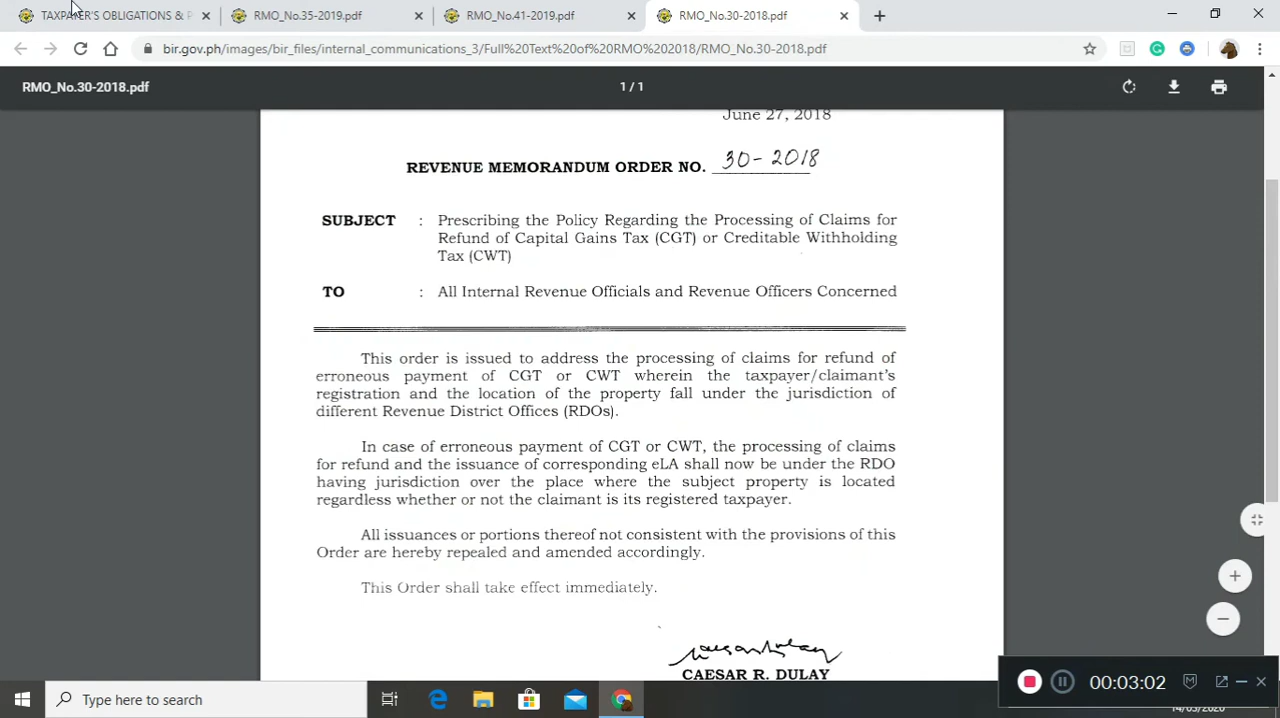 TAXPAYER'S OBLIGATIONS &
RMO_No.35-2019.pdf
RMO_No.41-2019.pdf
RMO_No.30-2018.pdf
bir.gov.ph/images/bir_files/internal_communications_3/Full%20Text%20of%20RMO%202018/RMO_No.30-2018.pdf
RMO_No.30-2018.pdf
1 / 1
June 27, 2018
REVENUE MEMORANDUM ORDER NO. 30-2018
SUBJECT : Prescribing the Policy Regarding the Processing of Claims for
Refund of Capital Gains Tax (CGT) or Creditable Withholding
Tax (CWT)
TO : All Internal Revenue Officials and Revenue Officers Concerned
This order is issued to address the processing of claims for refund of
erroneous payment of CGT or CWT wherein the taxpayer/claimant's
registration and the location of the property fall under the jurisdiction of
different Revenue District Offices (RDOs).
In case of erroneous payment of CGT or CWT, the processing of claims
for refund and the issuance of corresponding eLA shall now be under the RDO
having jurisdiction over the place where the subject property is located
regardless whether or not the claimant is its registered taxpayer.
All issuances or portions thereof not consistent with the provisions of this
Order are hereby repealed and amended accordingly.
This Order shall take effect immediately.
CAESAR R. DULAY
00:03:02
Type here to search
14/03/2020